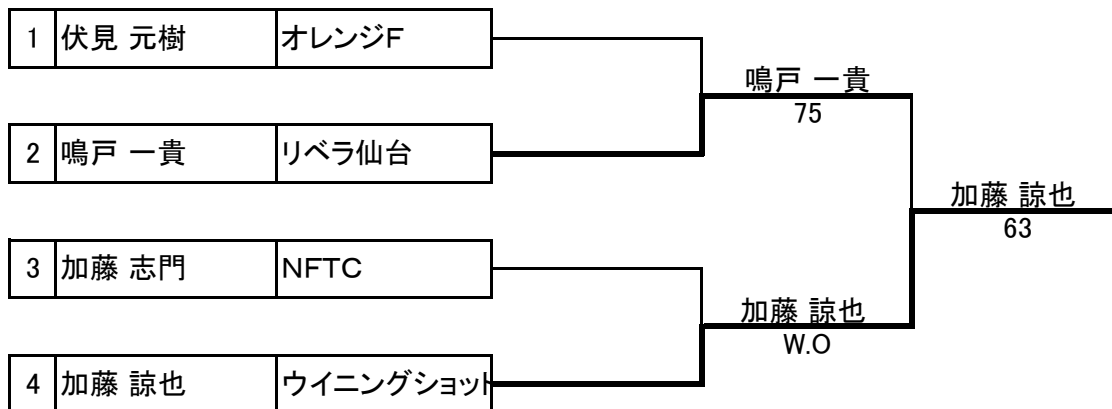 1 伏見 元樹 オレンジF
鳴戸 一貴
75
2 鳴戸 一貴 リベラ仙台
加藤 諒也
63
3 加藤 志門 NFTC
加藤 諒也
W.O
4 加藤 諒也 ウイニングショット